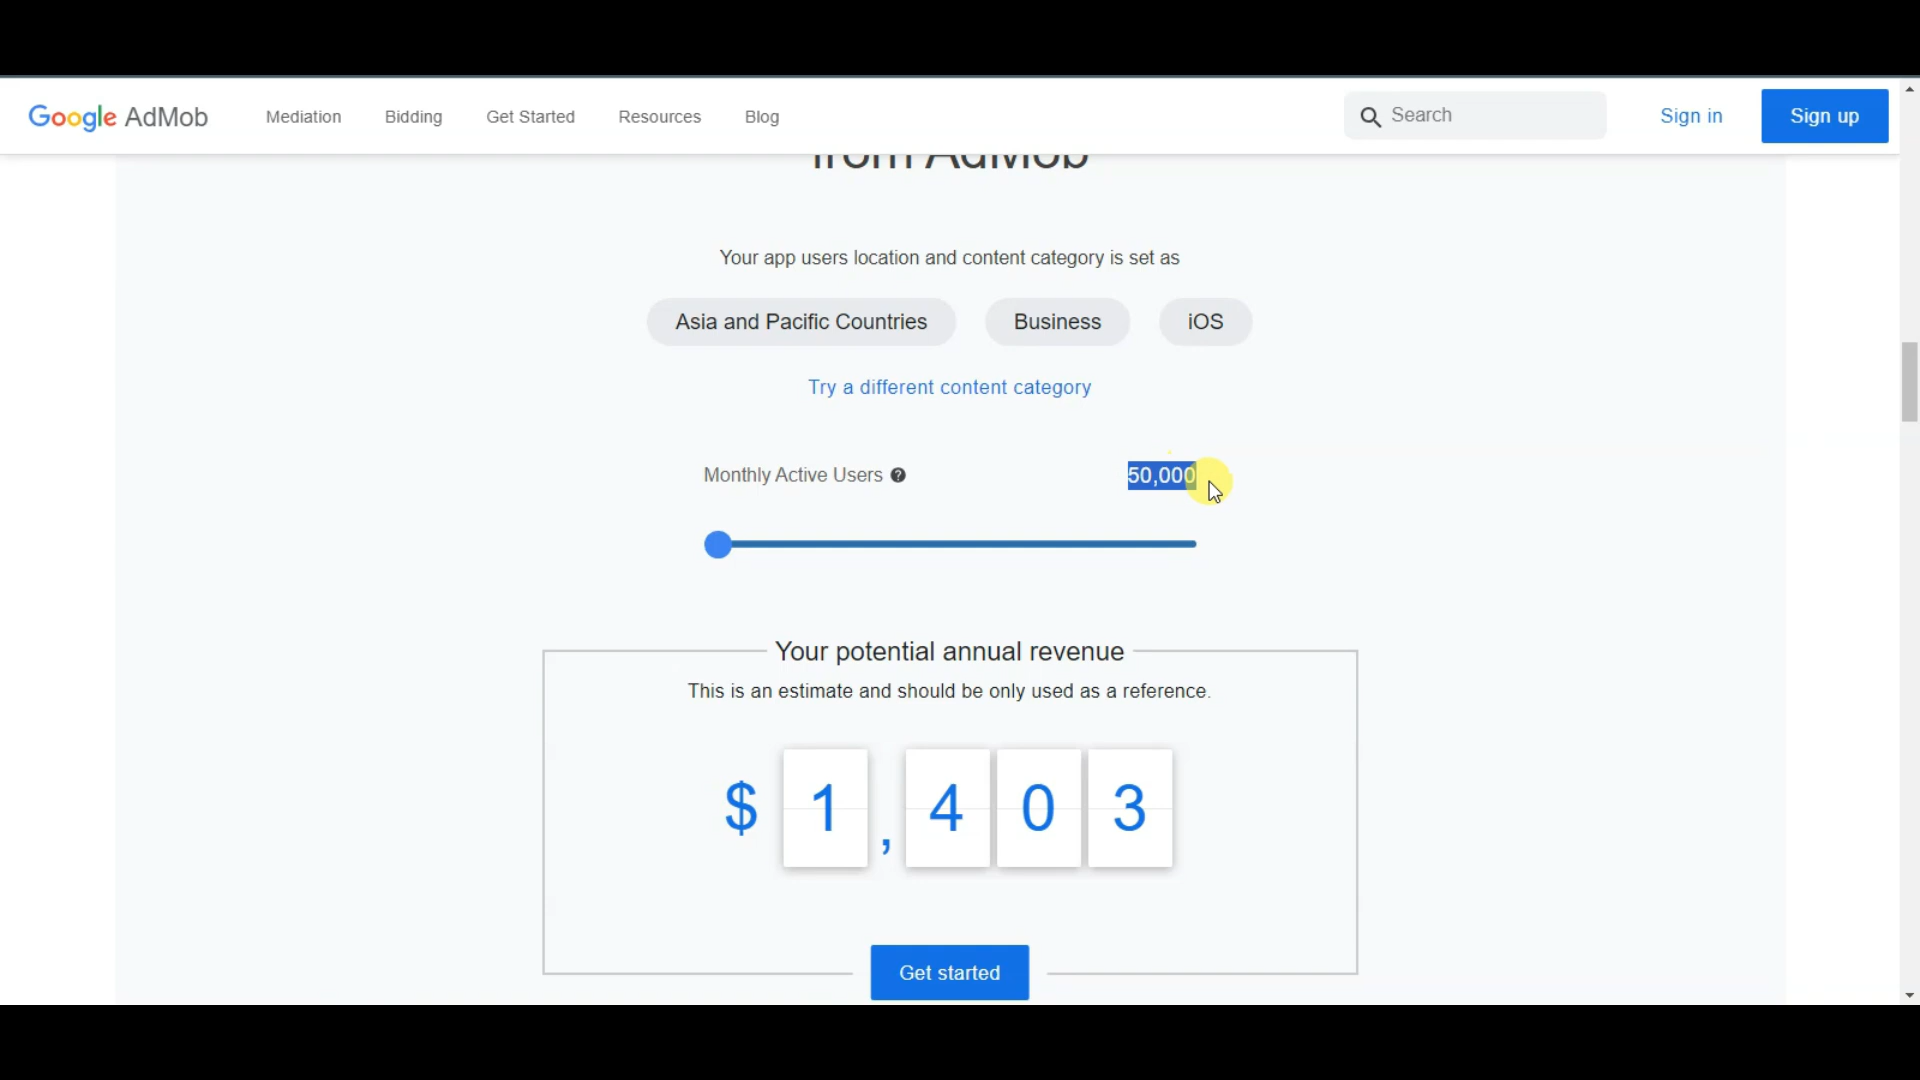 Google AdMob Mediation Bidding Get Started Resources Blog Search Sign in Sign up
from AdMob
Your app users location and content category is set as
Asia and Pacific Countries Business iOS
Try a different content category
Monthly Active Users ? 50,000
Your potential annual revenue
This is an estimate and should be only used as a reference.
$ 1,403
Get started